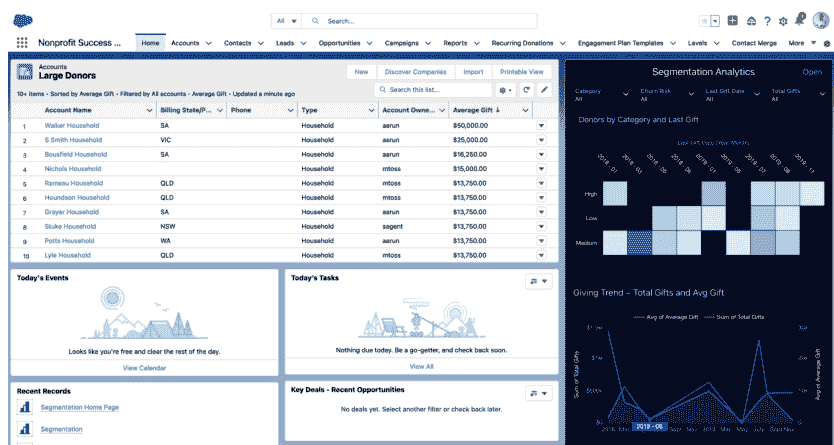 All Search...
Nonprofit Success ... Home Accounts Contacts Leads Opportunities Campaigns Reports Recurring Donations Engagement Plan Templates Levels Contact Merge More
Accounts
Large Donors
New Discover Companies Import Printable View
10+ items • Sorted by Average Gift • Filtered by All accounts - Average Gift • Updated a minute ago
Search this list...
Account Name Billing State/P... Phone Type Account Owne... Average Gift ↓
1 Walker Household SA Household aarun $50,000.00
2 S Smith Household VIC Household aarun $25,000.00
3 Bousfield Household SA Household aarun $16,250.00
4 Nichols Household Household mtoss $15,000.00
5 Rameau Household QLD Household mtoss $13,750.00
6 Houndson Household QLD Household mtoss $13,750.00
7 Grayer Household SA Household aarun $13,750.00
8 Stuke Household NSW Household sagent $13,750.00
9 Potts Household WA Household aarun $13,750.00
10 Lyle Household QLD Household mtoss $13,750.00
Today's Events
Looks like you're free and clear the rest of the day.
View Calendar
Today's Tasks
Nothing due today. Be a go-getter, and check back soon.
View All
Recent Records
Segmentation Home Page
Segmentation
Key Deals - Recent Opportunities
No deals yet. Select another filter or check back later.
Segmentation Analytics Open
Category Churn Risk Last Gift Date Total Gifts
All All All All
Donors by Category and Last Gift
High
Low
Medium
Giving Trend - Total Gifts and Avg Gift
Avg of Average Gift Sum of Total Gifts
Sum of Total Gifts
Avg of Average Gift